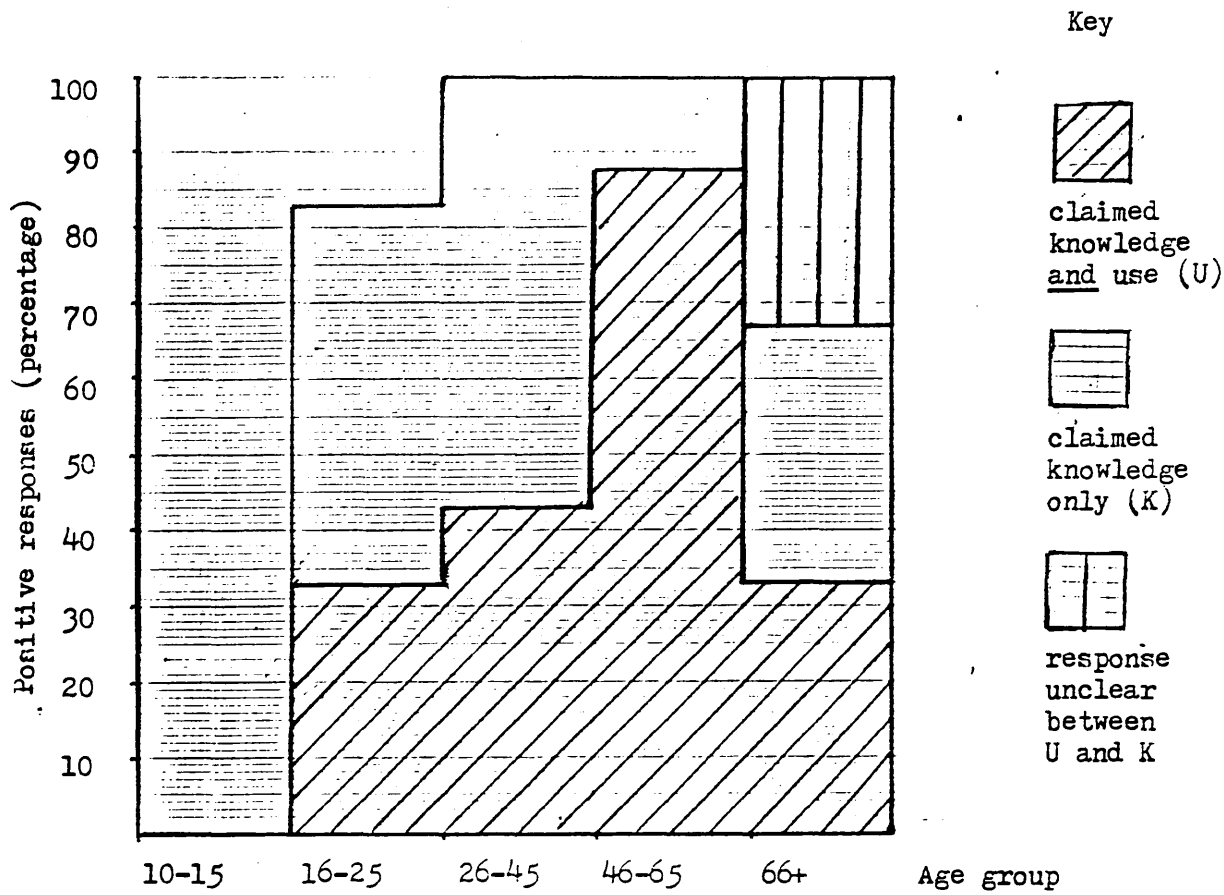 Key
100
90
80
70
60
50
40
30
20
10
Positive responses (percentage)
claimed
knowledge
and use (U)
claimed
knowledge
only (K)
response
unclear
between
U and K
10-15 16-25 26-45 46-65 66+ Age group